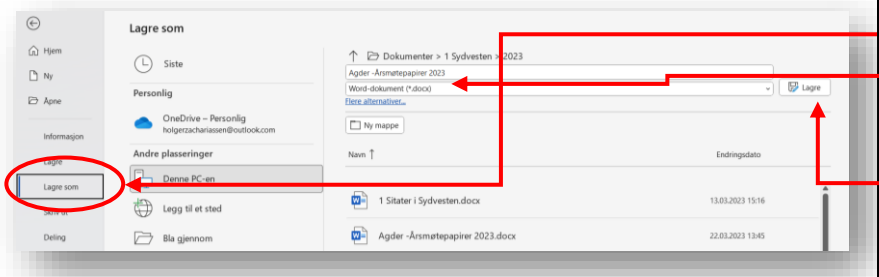 Lagre som
Hjem
Ny
Åpne
Informasjon
Lagre
Lagre som
Skriv ut
Deling
Siste
Personlig
OneDrive – Personlig
holgerzachariassen@outlook.com
Andre plasseringer
Denne PC-en
Legg til et sted
Bla gjennom
Dokumenter > 1 Sydvesten > 2023
Agder -Årsmøtepapirer 2023
Word-dokument (*.docx)
Lagre
Flere alternativer...
Ny mappe
Navn ↑
Endringsdato
1 Sitater i Sydvesten.docx
13.03.2023 15:16
Agder -Årsmøtepapirer 2023.docx
22.03.2023 13:45